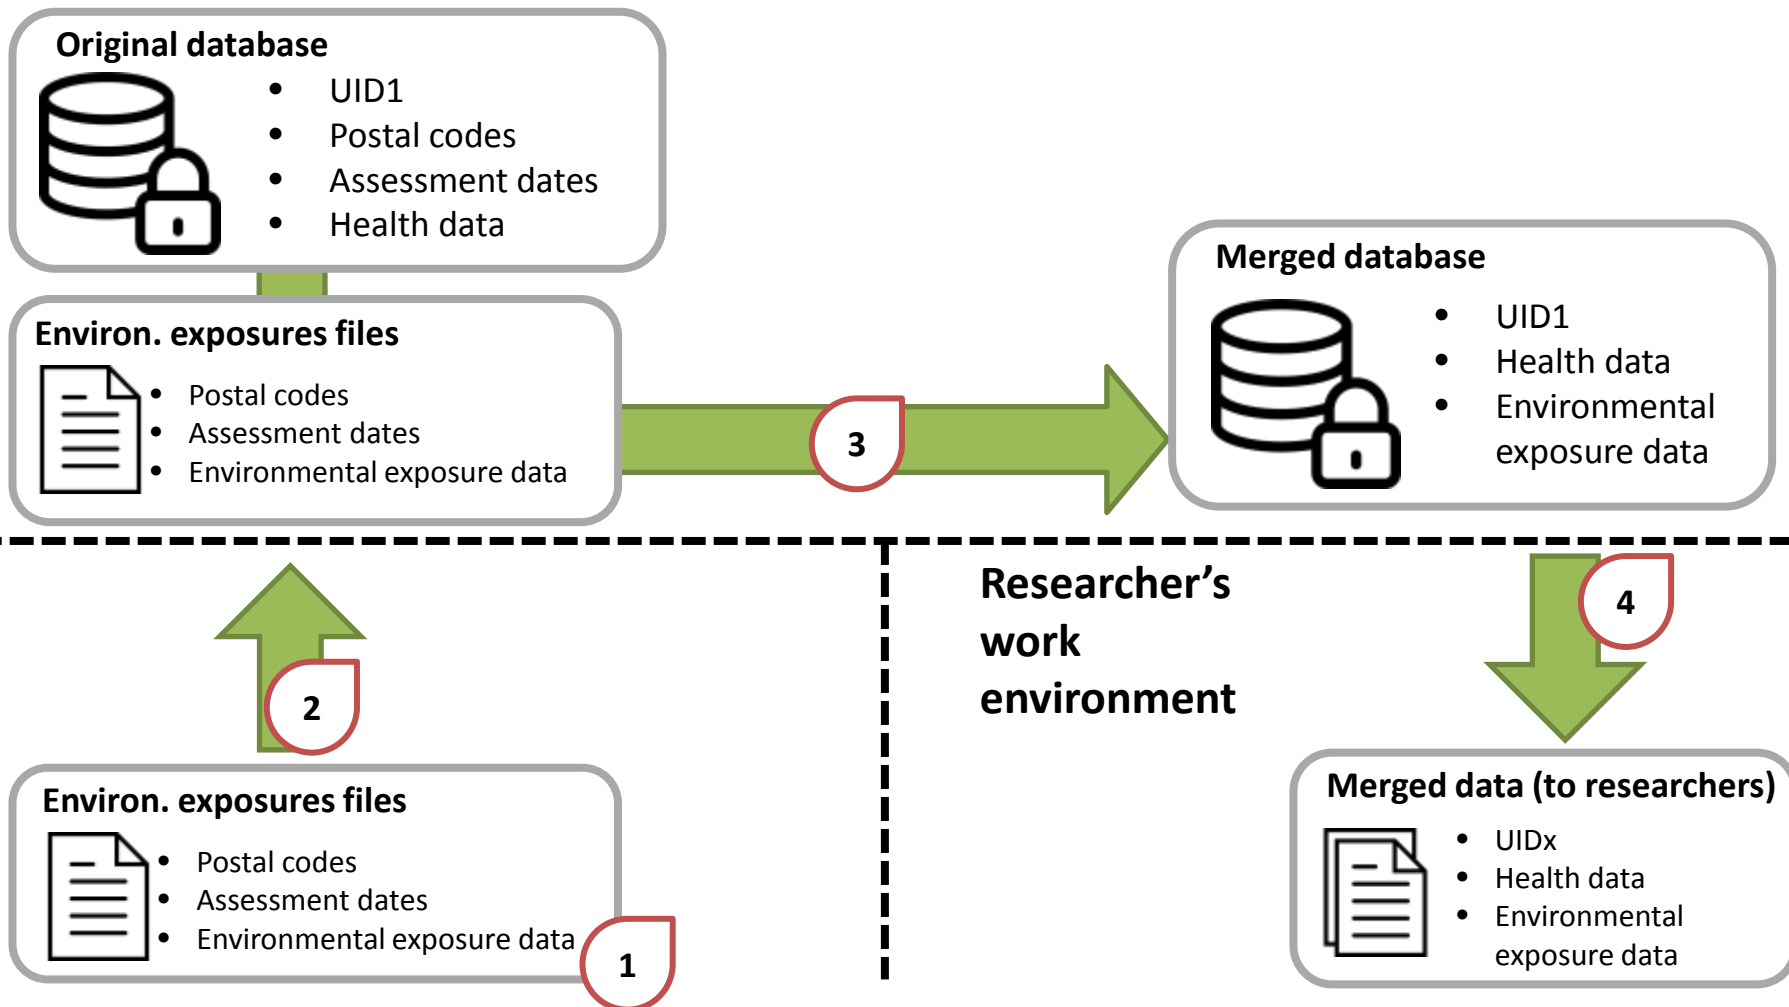 Original database
• UID1
• Postal codes
• Assessment dates
• Health data
Environ. exposures files
• Postal codes
• Assessment dates
• Environmental exposure data
3
Merged database
• UID1
• Health data
• Environmental
exposure data
2
Environ. exposures files
• Postal codes
• Assessment dates
• Environmental exposure data
1
Researcher’s
work
environment
4
Merged data (to researchers)
• UIDx
• Health data
• Environmental
exposure data